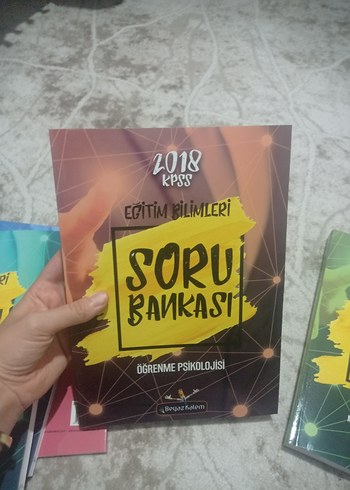 2018
KPSS
EĞİTİM BİLİMLERİ
SORU
BANKASI
ÖĞRENME PSİKOLOJİSİ
Beyaz Kalem